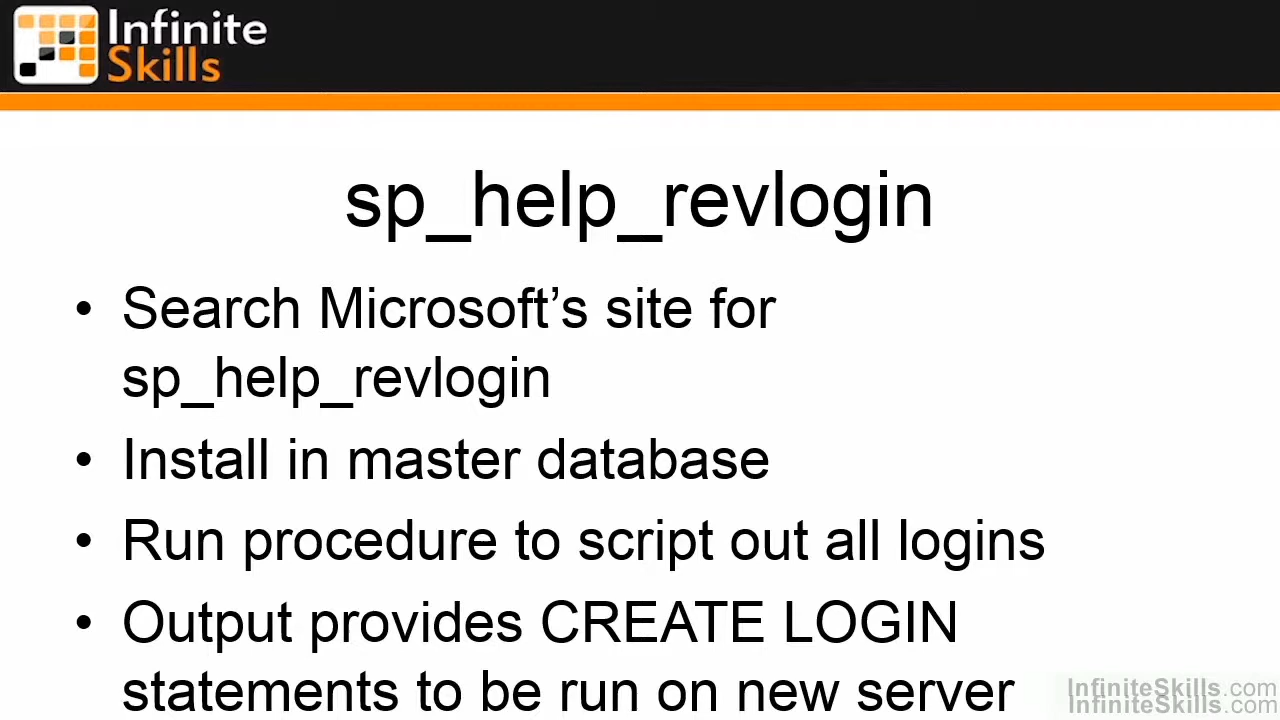 Infinite
Skills
sp_help_revlogin
• Search Microsoft’s site for
sp_help_revlogin
• Install in master database
• Run procedure to script out all logins
• Output provides CREATE LOGIN
statements to be run on new server
InfiniteSkills.com
InfiniteSkills.com